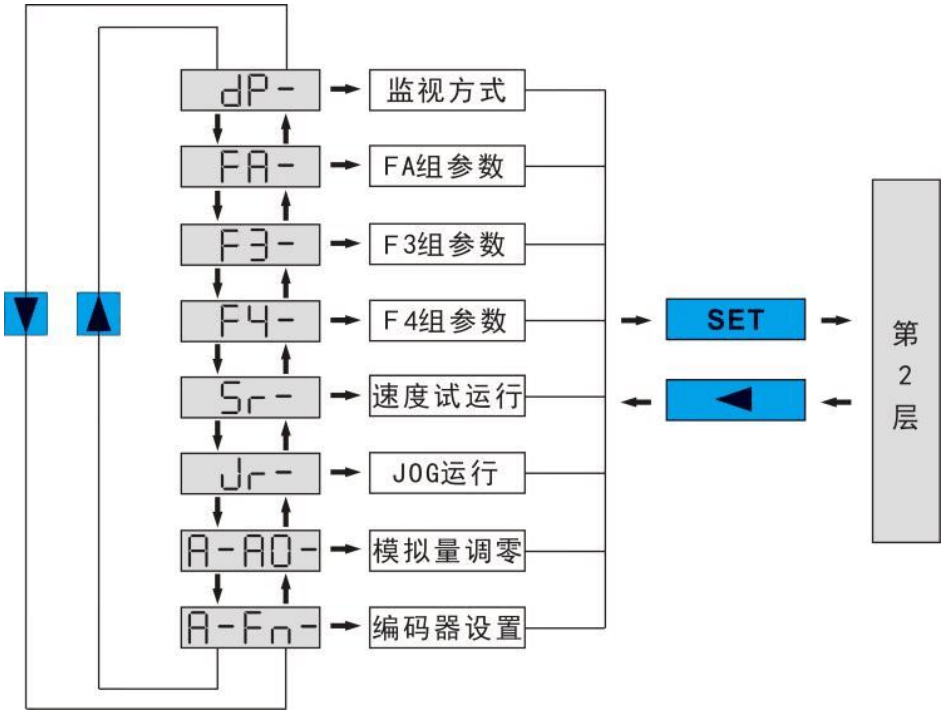 dP-
监视方式
FA-
FA组参数
F3-
F3组参数
F4-
F4组参数
SET
Sr-
速度试运行
Jr-
JOG运行
A-A0-
模拟量调零
A-Fn-
编码器设置
第
2
层